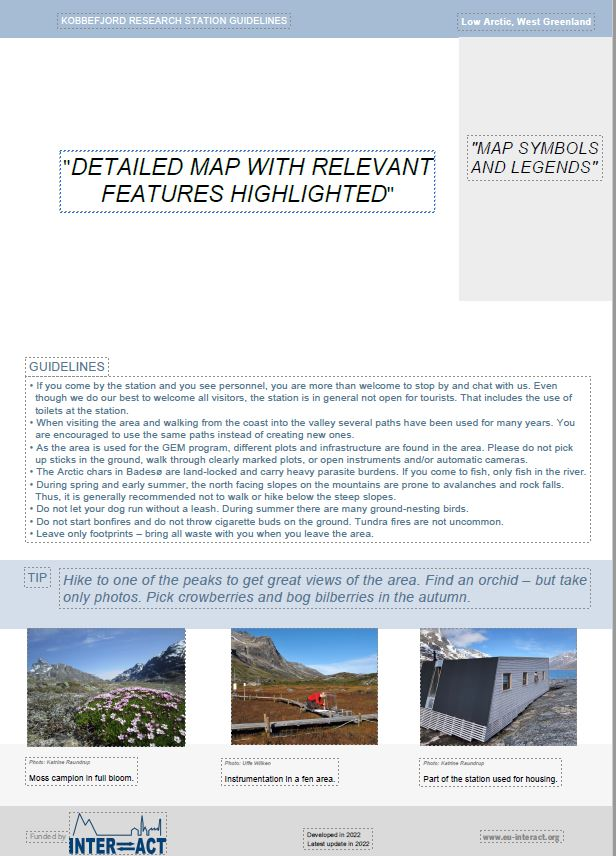 KOBBEFJORD RESEARCH STATION GUIDELINES
Low Arctic, West Greenland
"DETAILED MAP WITH RELEVANT
FEATURES HIGHLIGHTED"
"MAP SYMBOLS
AND LEGENDS"
GUIDELINES
• If you come by the station and you see personnel, you are more than welcome to stop by and chat with us. Even
though we do our best to welcome all visitors, the station is in general not open for tourists. That includes the use of
toilets at the station.
• When visiting the area and walking from the coast into the valley several paths have been used for many years. You
are encouraged to use the same paths instead of creating new ones.
• As the area is used for the GEM program, different plots and infrastructure are found in the area. Please do not pick
up sticks in the ground, walk through clearly marked plots, or open instruments and/or automatic cameras.
• The Arctic chars in Badesø are land-locked and carry heavy parasite burdens. If you come to fish, only fish in the river.
• During spring and early summer, the north facing slopes on the mountains are prone to avalanches and rock falls.
Thus, it is generally recommended not to walk or hike below the steep slopes.
• Do not let your dog run without a leash. During summer there are many ground-nesting birds.
• Do not start bonfires and do not throw cigarette buds on the ground. Tundra fires are not uncommon.
• Leave only footprints – bring all waste with you when you leave the area.
TIP
Hike to one of the peaks to get great views of the area. Find an orchid – but take
only photos. Pick crowberries and bog bilberries in the autumn.
Photo: Katrine Raundrup
Moss campion in full bloom.
Photo: Uffe Wilken
Instrumentation in a fen area.
Photo: Katrine Raundrup
Part of the station used for housing.
Funded by
INTERACT
Developed in 2022
Latest update in 2022
www.eu-interact.org